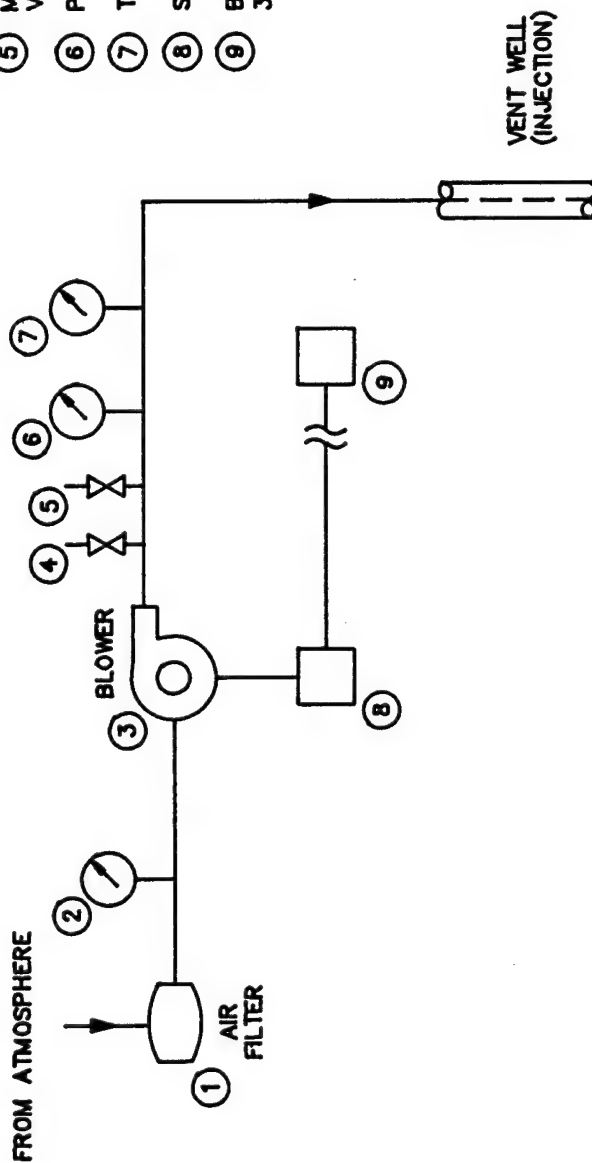 FROM ATMOSPHERE
1
AIR
FILTER
2
3
BLOWER
4
5
6
7
8
9
VENT WELL
(INJECTION)
5 M
V
6 P
7 T
8 S
9
3